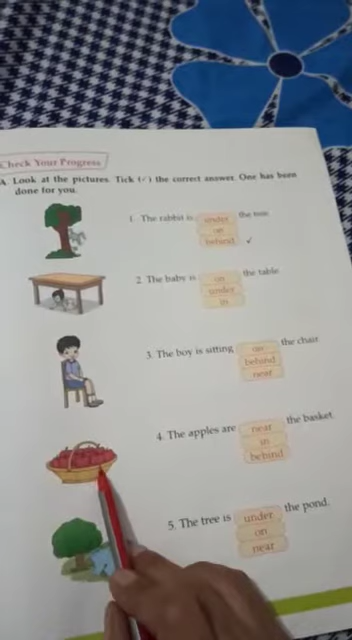 Check Your Progress
A. Look at the pictures. Tick (✓) the correct answer. One has been
done for you.
1. The rabbit is under the tree.
on
behind ✓
2. The baby is on the table.
under
in
3. The boy is sitting on the chair.
behind
near
4. The apples are near the basket.
in
behind
5. The tree is under the pond.
on
near